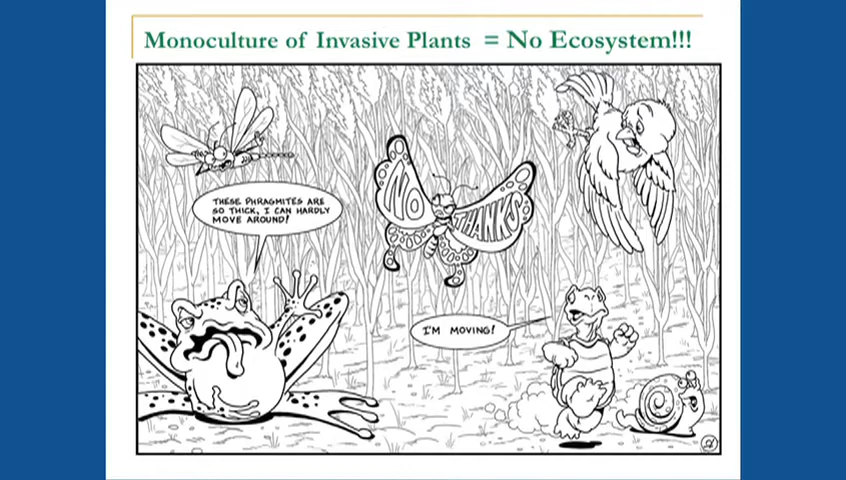 Monoculture of Invasive Plants = No Ecosystem!!!
THESE PHRAGMITES ARE
SO THICK, I CAN HARDLY
MOVE AROUND!
NO THANKS
I'M MOVING!